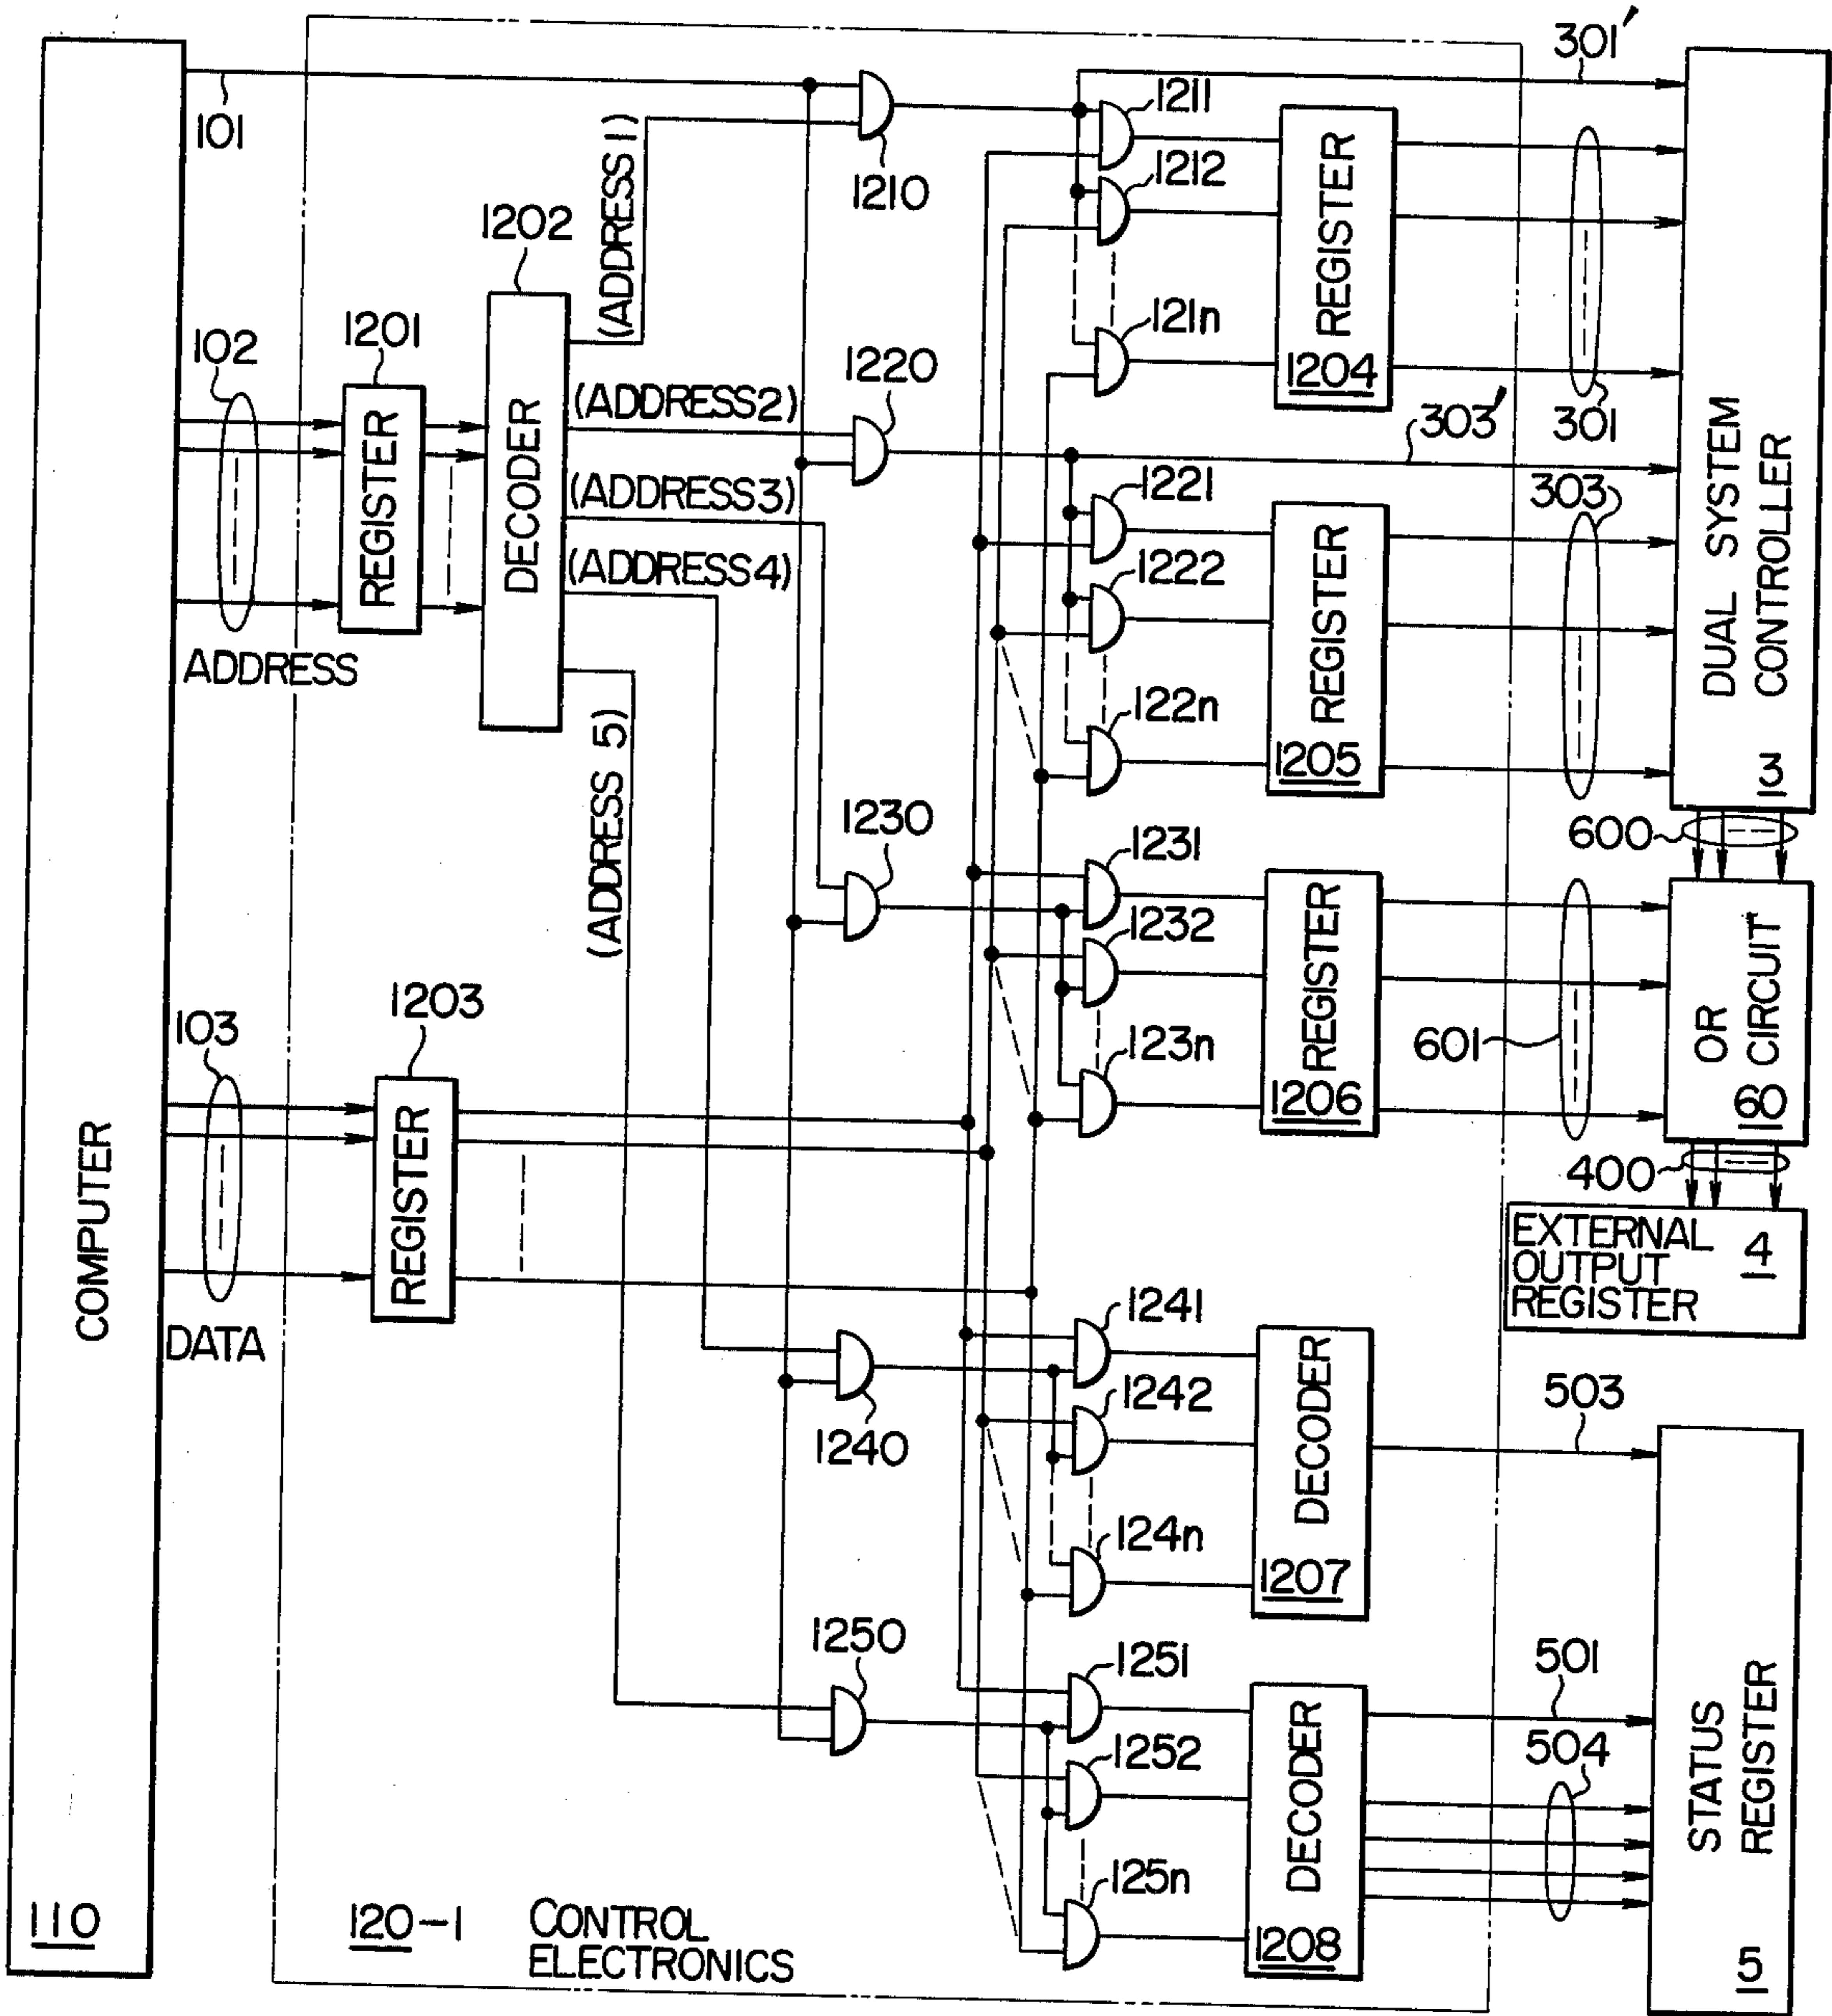 301'
101
1211
1212
1210
(ADDRESS 1)
1202
REGISTER
1204
121n
301
102
1201
1220
(ADDRESS2)
303'
(ADDRESS3)
1221
303
REGISTER
DECODER
(ADDRESS4)
1222
REGISTER
1205
DUAL SYSTEM
CONTROLLER
13
ADDRESS
122n
(ADDRESS 5)
1230
600
1231
1232
REGISTER
1206
601
OR
CIRCUIT
60
103
1203
123n
400
COMPUTER
REGISTER
EXTERNAL
OUTPUT
REGISTER
14
DATA
1241
1242
DECODER
1207
503
1240
124n
1250
1251
501
1252
504
DECODER
1208
STATUS
REGISTER
15
125n
110
120-1
CONTROL
ELECTRONICS